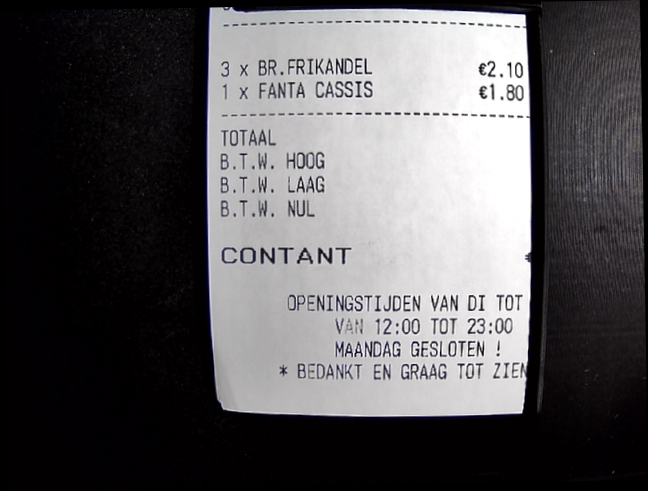 3 x BR.FRIKANDEL €2.10
1 x FANTA CASSIS €1.80
TOTAAL
B.T.W. HOOG
B.T.W. LAAG
B.T.W. NUL
CONTANT
OPENINGSTIJDEN VAN DI TOT
VAN 12:00 TOT 23:00
MAANDAG GESLOTEN !
* BEDANKT EN GRAAG TOT ZIEN